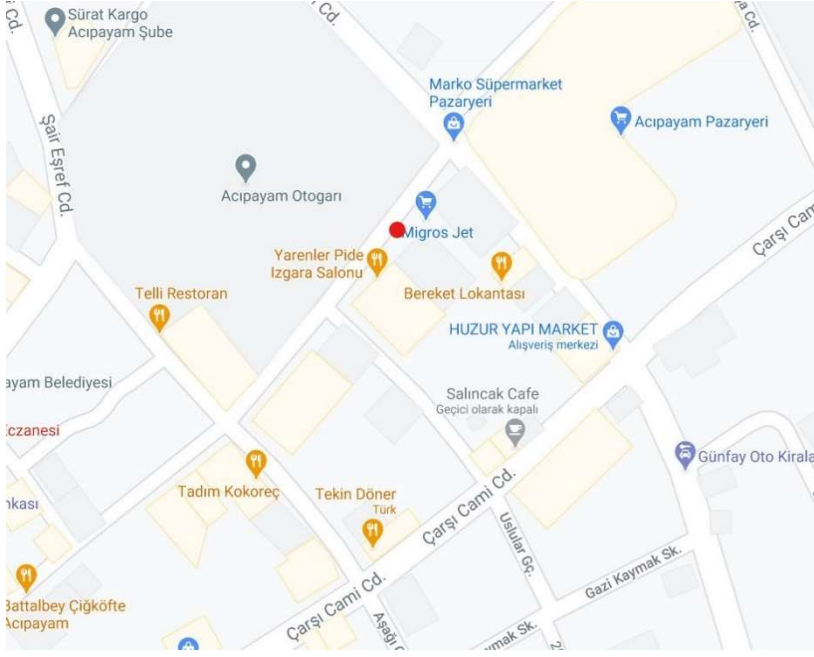 Cd.
Sürat Kargo
Acıpayam Şube
Cd.
Şair Eşref Cd.
Marko Süpermarket
Pazaryeri
Acıpayam Pazaryeri
Acıpayam Otogarı
Migros Jet
Çarşı Cam
Yarenler Pide
Izgara Salonu
Bereket Lokantası
Telli Restoran
HUZUR YAPI MARKET
Alışveriş merkezi
ayam Belediyesi
Salıncak Cafe
Geçici olarak kapalı
Eczanesi
Günfay Oto Kirala
Tadım Kokoreç
Tekin Döner
Türk
nkası
Çarşı Cami Cd.
Uslular Gç.
Gazi Kaymak Sk.
Battalbey Çiğköfte
Acıpayam
Çarşı Cami Cd.
Aşağı
ymak Sk.